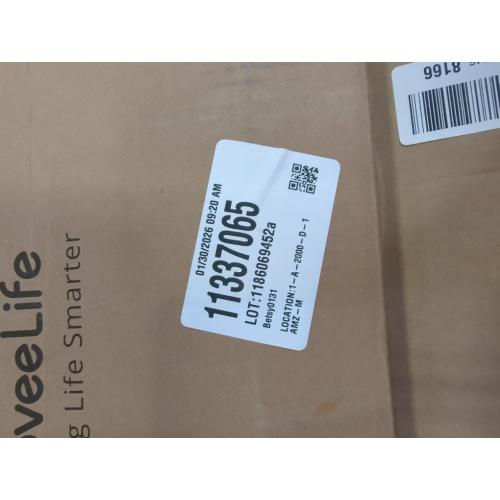 01/30/2026 09:20 AM
11337065
LOT:1186069452a
Betsy0131
LOCATION:1-A-2000-D-1
AMZ-M
8166
oveeLife
g Life Smarter